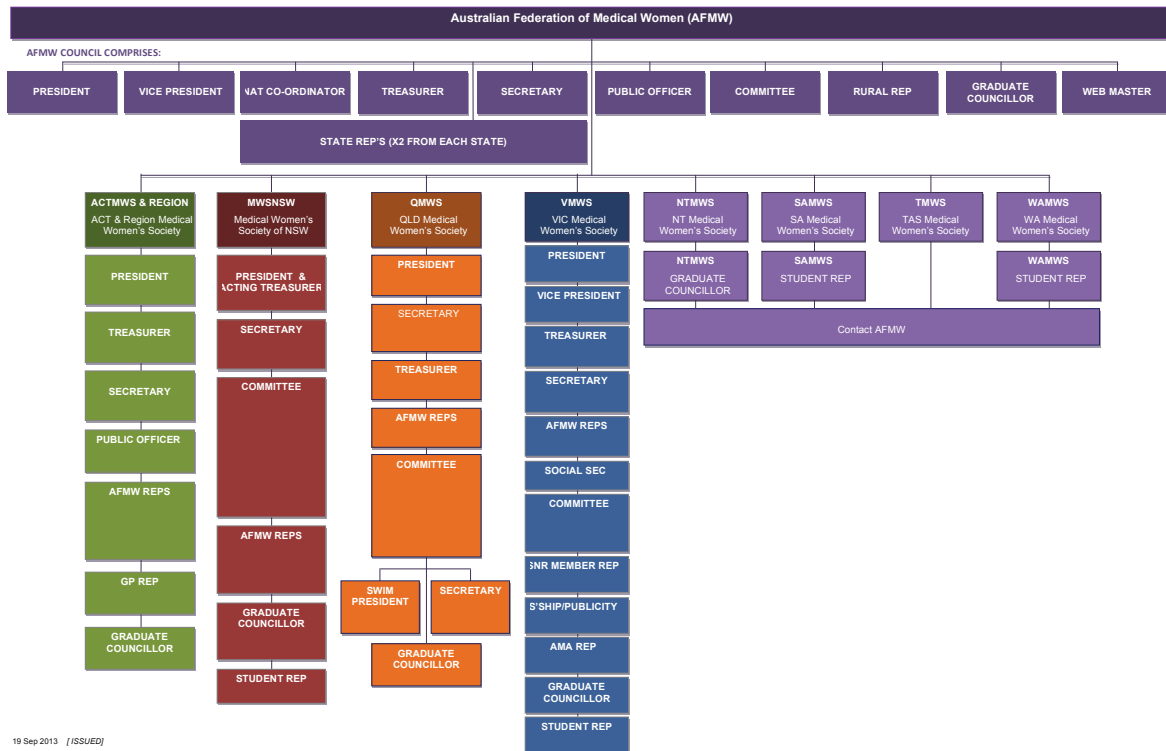 Australian Federation of Medical Women (AFMW)
AFMW COUNCIL COMPRISES:
PRESIDENT
VICE PRESIDENT
NAT CO-ORDINATOR
TREASURER
SECRETARY
PUBLIC OFFICER
COMMITTEE
RURAL REP
GRADUATE
COUNCILLOR
WEB MASTER
STATE REP'S (X2 FROM EACH STATE)
ACTMWS & REGION
ACT & Region Medical
Women's Society
PRESIDENT
TREASURER
SECRETARY
PUBLIC OFFICER
AFMW REPS
GP REP
GRADUATE
COUNCILLOR
MWSNSW
Medical Women's
Society of NSW
PRESIDENT &
ACTING TREASURER
SECRETARY
COMMITTEE
AFMW REPS
GRADUATE
COUNCILLOR
STUDENT REP
QMWS
QLD Medical
Women's Society
PRESIDENT
SECRETARY
TREASURER
AFMW REPS
COMMITTEE
SWIM
PRESIDENT
SECRETARY
GRADUATE
COUNCILLOR
VMWS
VIC Medical
Women's Society
PRESIDENT
VICE PRESIDENT
TREASURER
SECRETARY
AFMW REPS
SOCIAL SEC
COMMITTEE
SNR MEMBER REP
S'SHIP/PUBLICITY
AMA REP
GRADUATE
COUNCILLOR
STUDENT REP
NTMWS
NT Medical
Women's Society
NTMWS
GRADUATE
COUNCILLOR
SAMWS
SA Medical
Women's Society
SAMWS
STUDENT REP
TMWS
TAS Medical
Women's Society
WAMWS
WA Medical
Women's Society
WAMWS
STUDENT REP
Contact AFMW
19 Sep 2013 [ ISSUED]